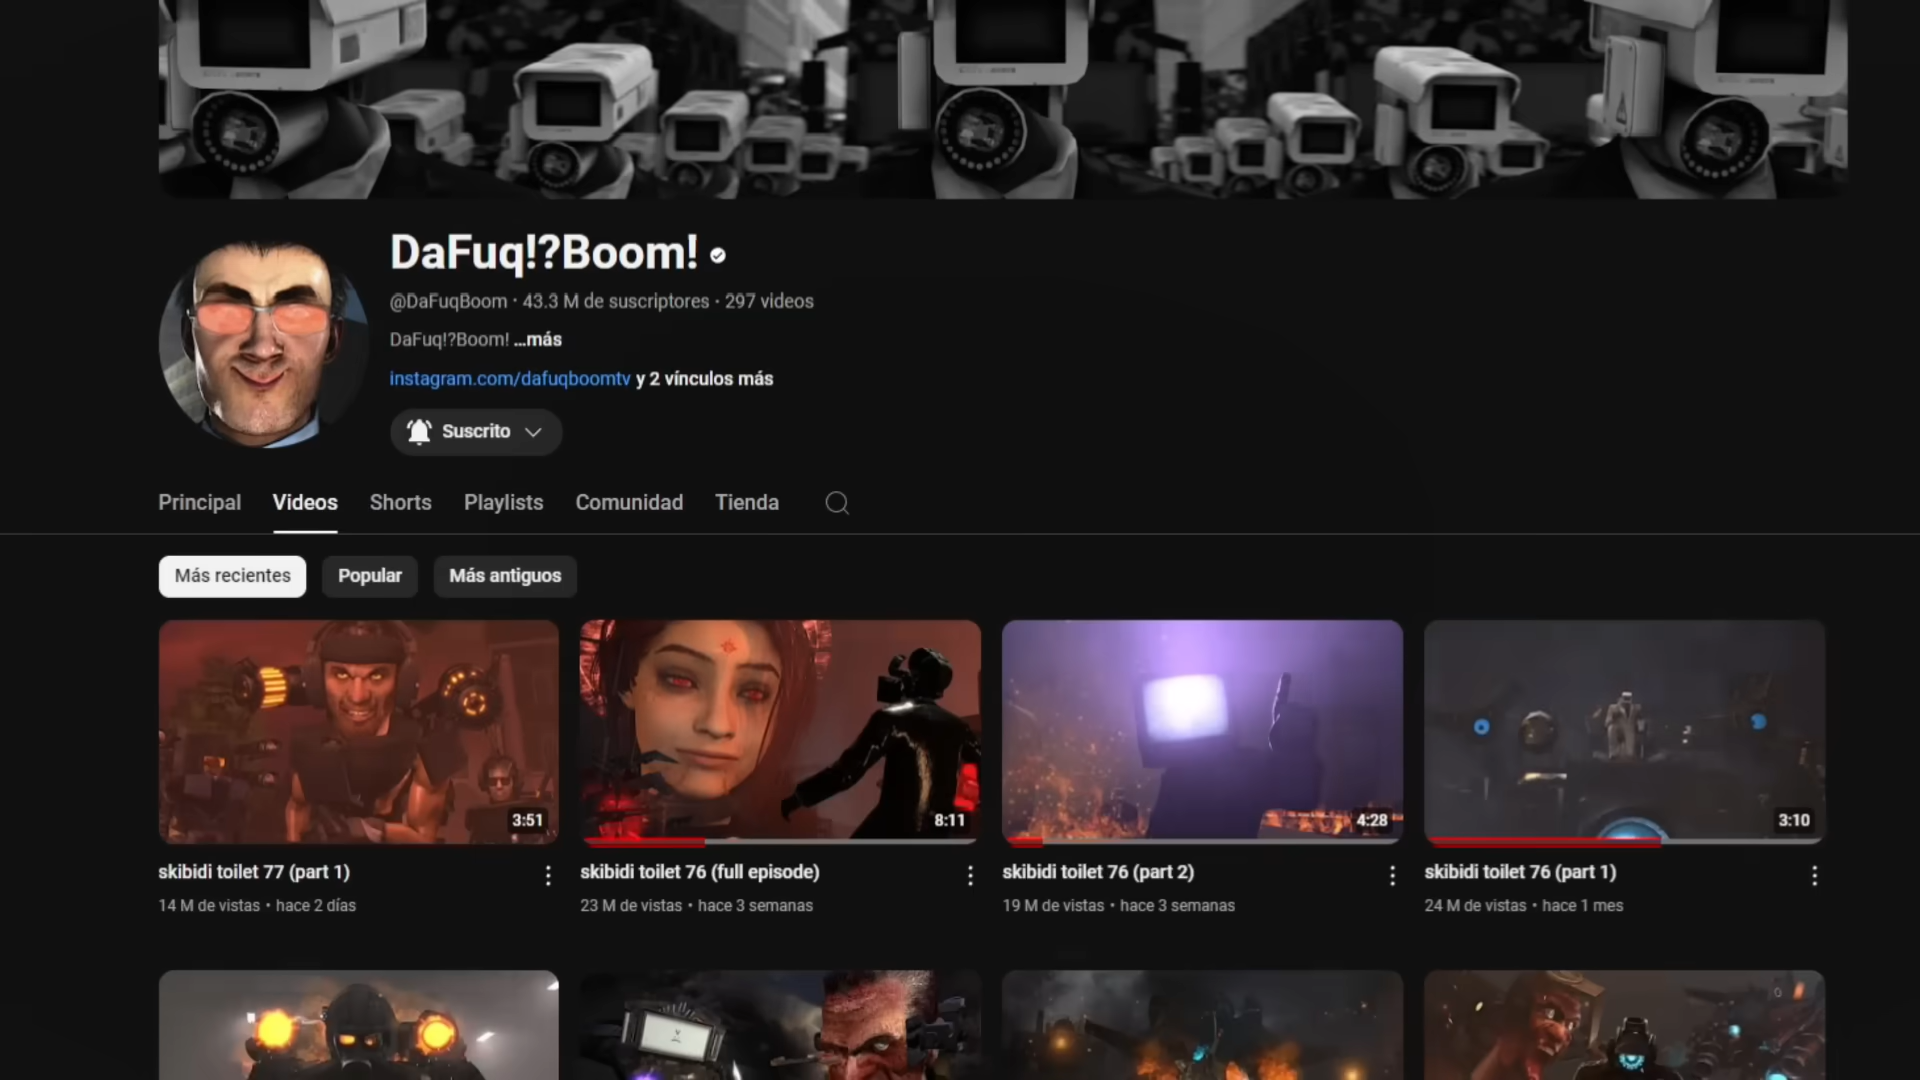 DaFuq!?Boom!
@DaFuqBoom · 43.3 M de suscriptores · 297 videos
DaFuq!?Boom! ...más
instagram.com/dafuqboomtv y 2 vínculos más
Suscrito
Principal Videos Shorts Playlists Comunidad Tienda
Más recientes Popular Más antiguos
3:51 8:11 4:28 3:10
skibidi toilet 77 (part 1) skibidi toilet 76 (full episode) skibidi toilet 76 (part 2) skibidi toilet 76 (part 1)
14 M de vistas · hace 2 días 23 M de vistas · hace 3 semanas 19 M de vistas · hace 3 semanas 24 M de vistas · hace 1 mes